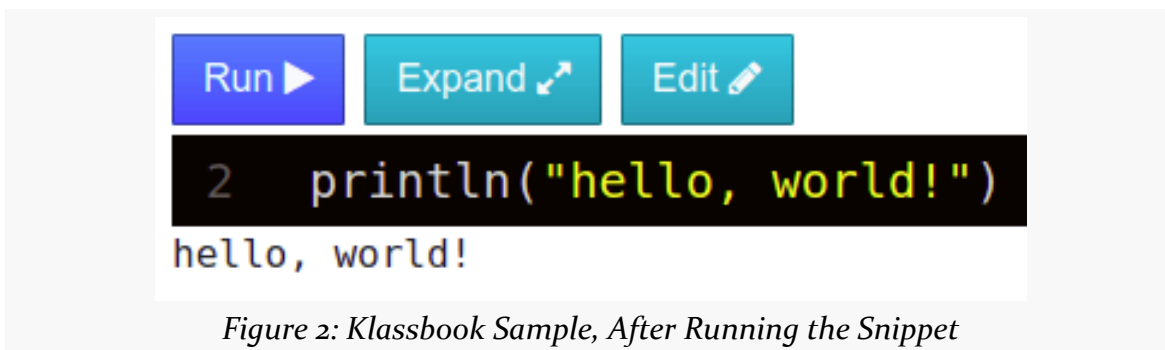 Run Expand Edit
2 println("hello, world!")
hello, world!
Figure 2: Klassbook Sample, After Running the Snippet